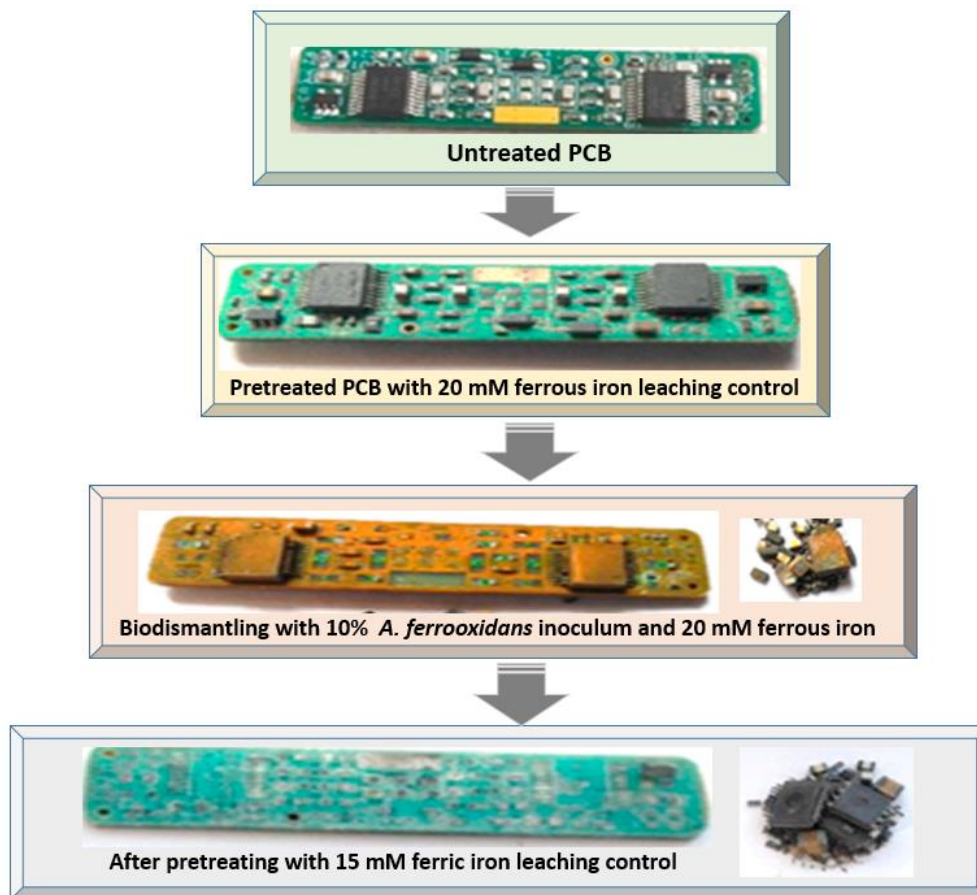 Untreated PCB
Pretreated PCB with 20 mM ferrous iron leaching control
Biodismantling with 10% A. ferrooxidans inoculum and 20 mM ferrous iron
After pretreating with 15 mM ferric iron leaching control